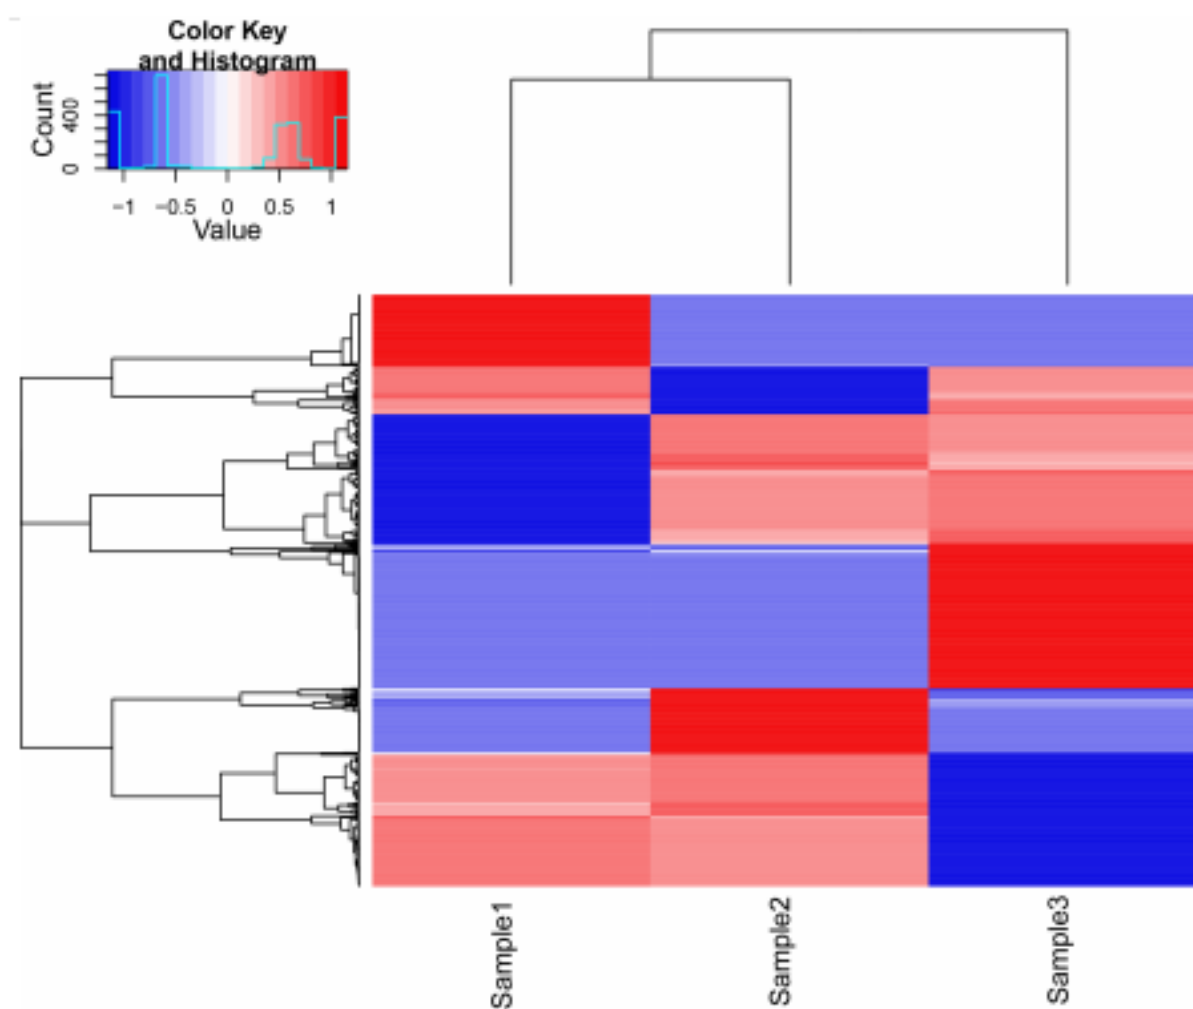 Color Key
and Histogram
Count
0
400
−1 −0.5 0 0.5 1
Value
Sample1
Sample2
Sample3